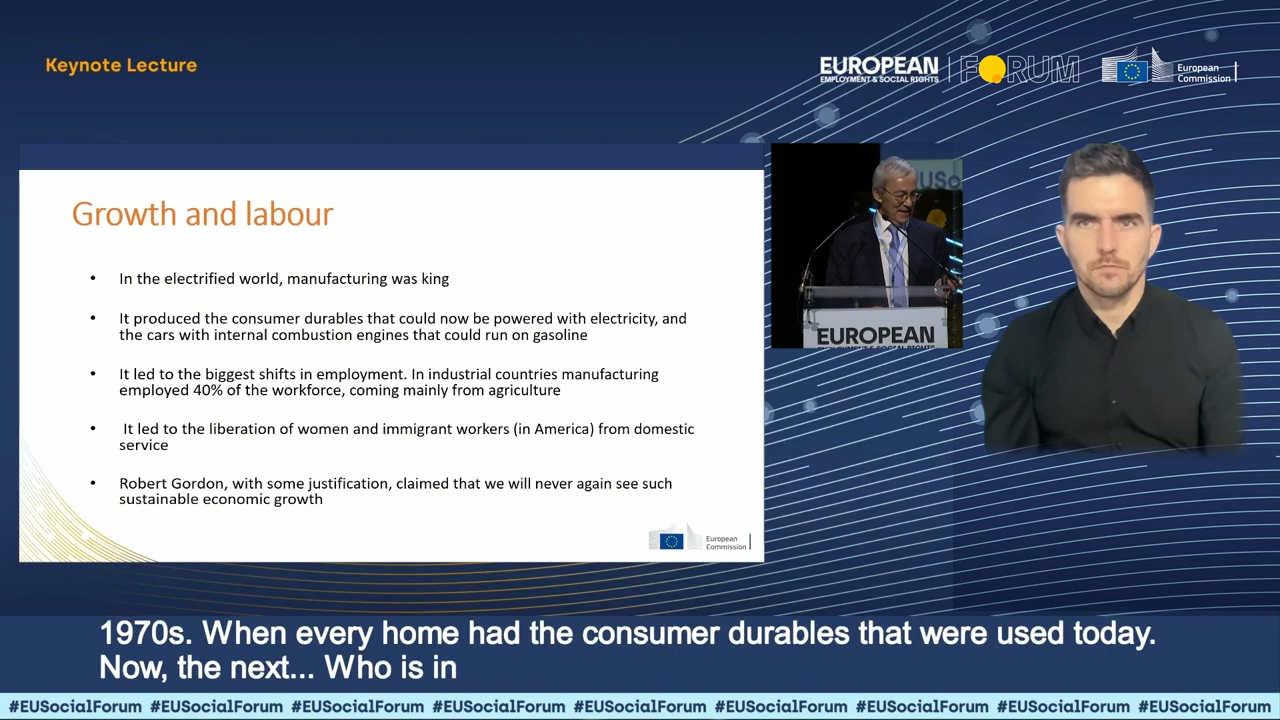 Keynote Lecture
EUROPEAN
EMPLOYMENT & SOCIAL RIGHTS
FORUM
European
Commission
EUSo
Growth and labour
• In the electrified world, manufacturing was king
• It produced the consumer durables that could now be powered with electricity, and
the cars with internal combustion engines that could run on gasoline
• It led to the biggest shifts in employment. In industrial countries manufacturing
employed 40% of the workforce, coming mainly from agriculture
• It led to the liberation of women and immigrant workers (in America) from domestic
service
• Robert Gordon, with some justification, claimed that we will never again see such
sustainable economic growth
European
Commission
EUROPEAN
EMPLOYMENT & SOCIAL RIGHTS
1970s. When every home had the consumer durables that were used today.
Now, the next... Who is in
#EUSocialForum #EUSocialForum #EUSocialForum #EUSocialForum #EUSocialForum #EUSocialForum #EUSocialForum #EUSocialForum #EUSocialForum